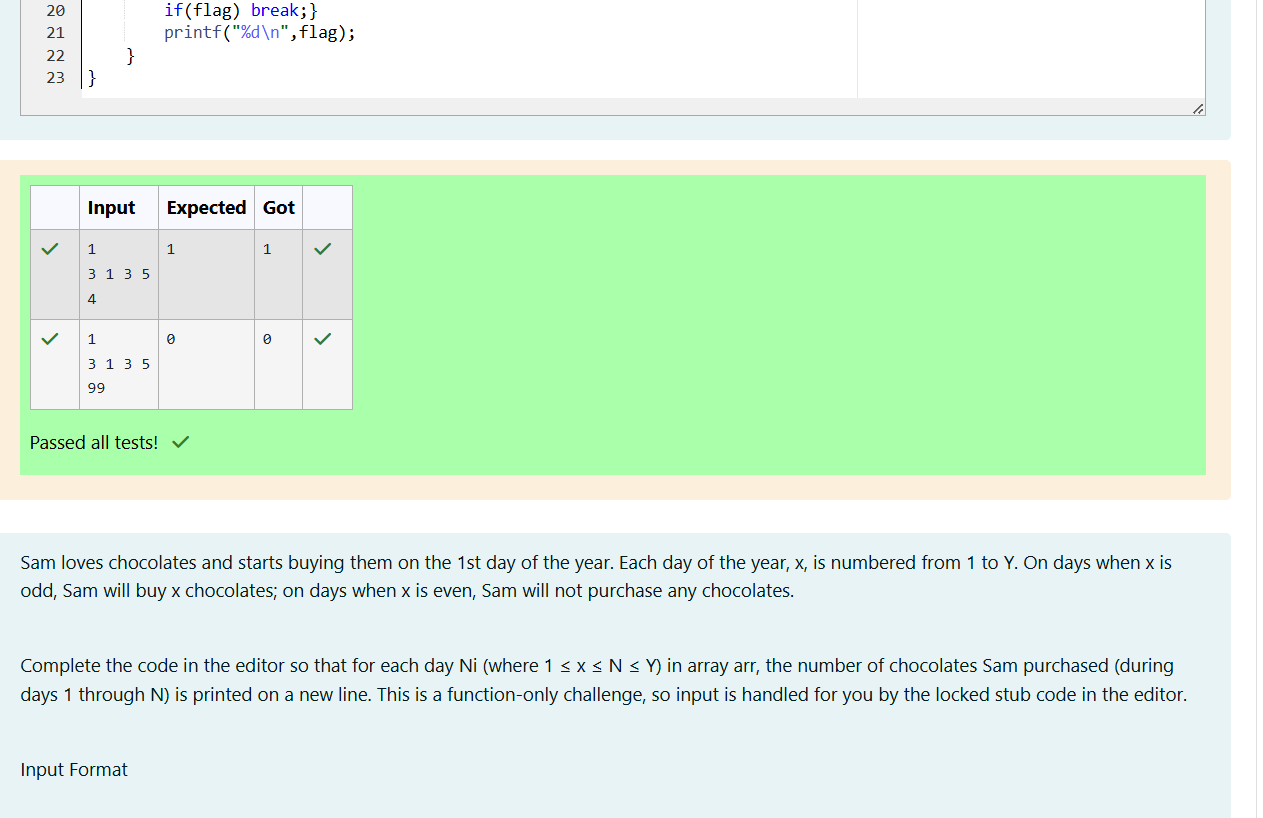 20 if(flag) break;}
21 printf("%d\n",flag);
22 }
23 }
Input Expected Got
1 1 1
3 1 3 5
4
1 0 0
3 1 3 5
99
Passed all tests!
Sam loves chocolates and starts buying them on the 1st day of the year. Each day of the year, x, is numbered from 1 to Y. On days when x is
odd, Sam will buy x chocolates; on days when x is even, Sam will not purchase any chocolates.
Complete the code in the editor so that for each day Ni (where 1 ≤ x ≤ N ≤ Y) in array arr, the number of chocolates Sam purchased (during
days 1 through N) is printed on a new line. This is a function-only challenge, so input is handled for you by the locked stub code in the editor.
Input Format